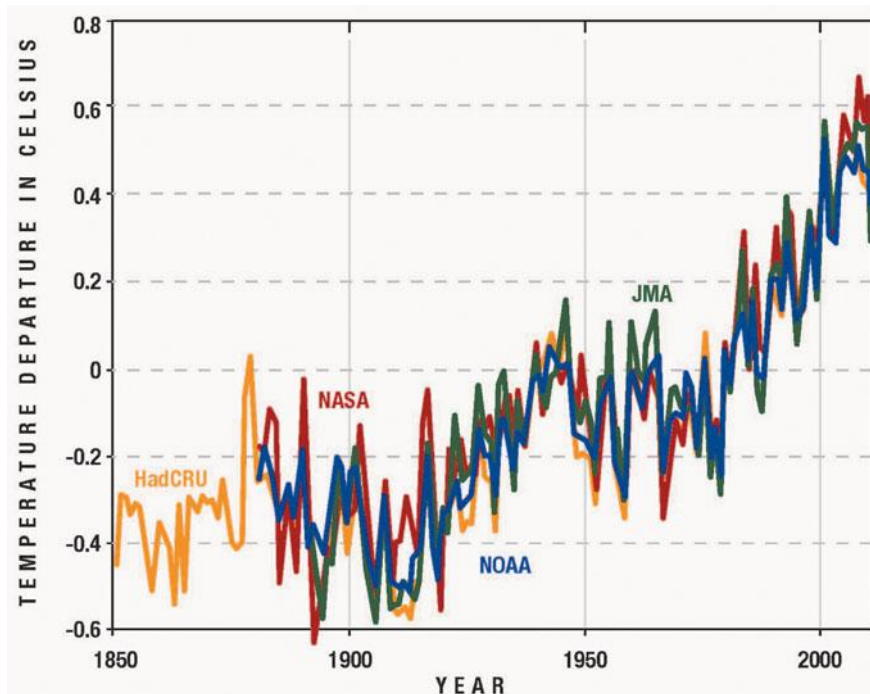 TEMPERATURE DEPARTURE IN CELSIUS
0.8
0.6
0.4
0.2
0
-0.2
-0.4
-0.6
JMA
NASA
HadCRU
NOAA
1850
1900
1950
2000
YEAR